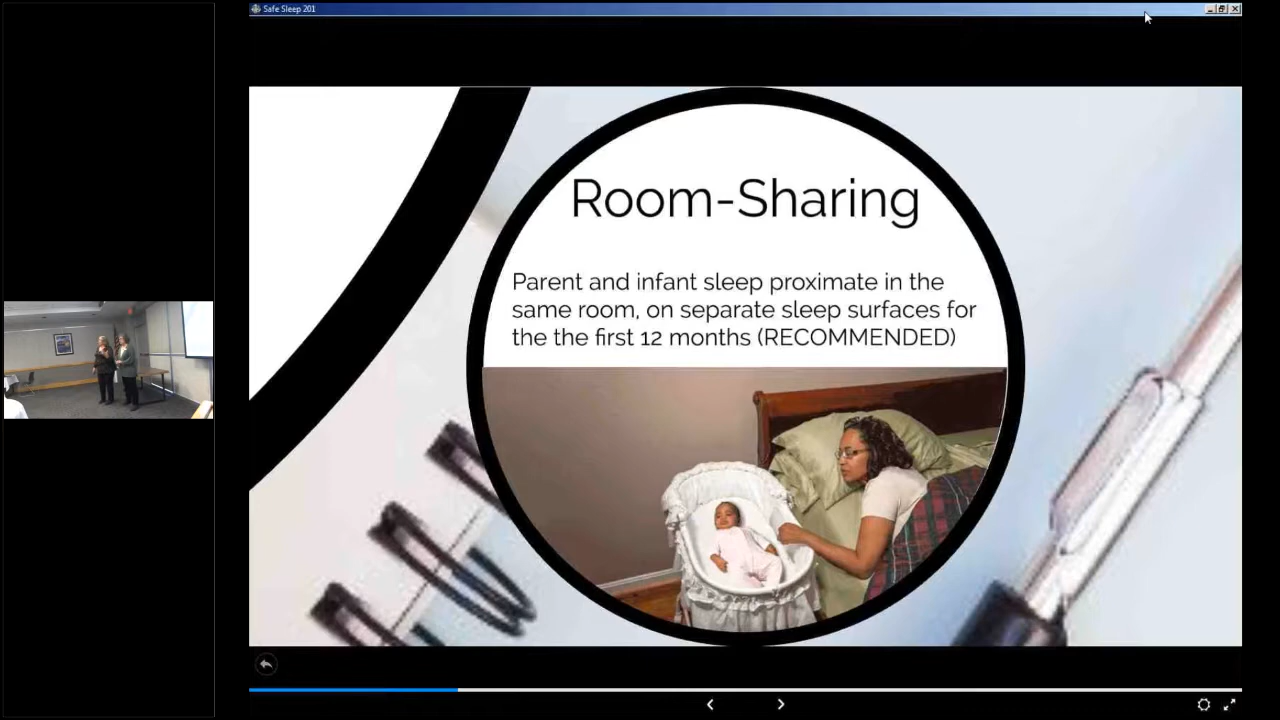 Safe Sleep 201
Room-Sharing
Parent and infant sleep proximate in the
same room, on separate sleep surfaces for
the the first 12 months (RECOMMENDED)